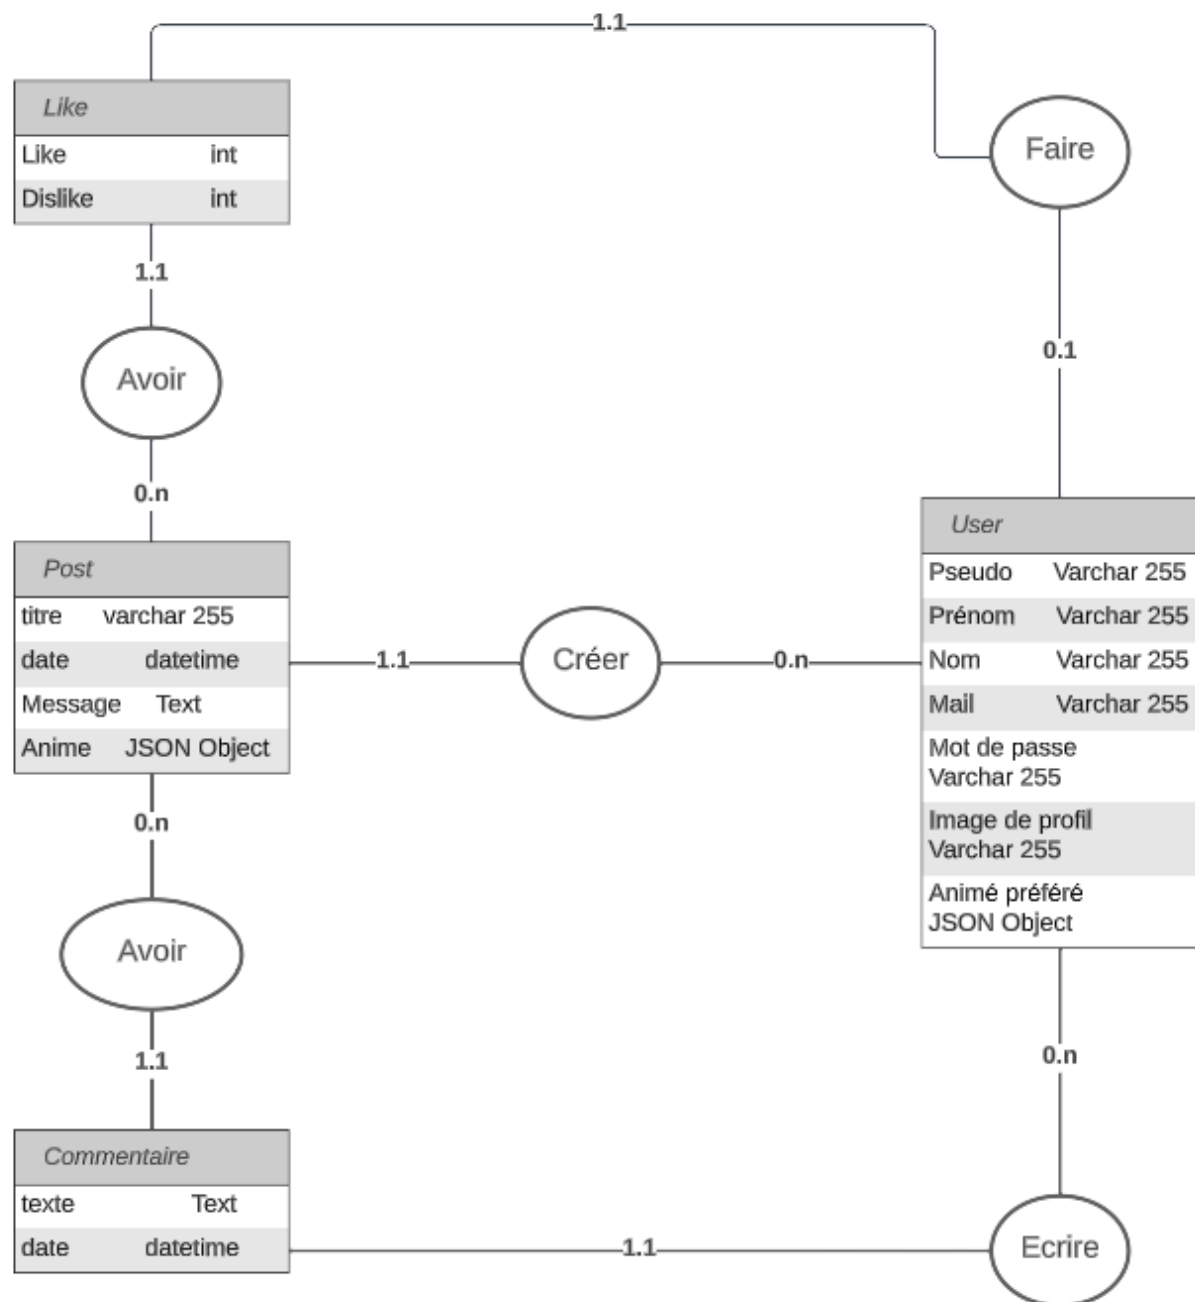 1.1
Like
Like int
Dislike int
Faire
1.1
Avoir
0.1
0.n
User
Pseudo Varchar 255
Prénom Varchar 255
Nom Varchar 255
Mail Varchar 255
Mot de passe
Varchar 255
Image de profil
Varchar 255
Animé préféré
JSON Object
Post
titre varchar 255
date datetime
Message Text
Anime JSON Object
1.1
Créer
0.n
0.n
Avoir
1.1
0.n
Commentaire
texte Text
date datetime
1.1
Ecrire